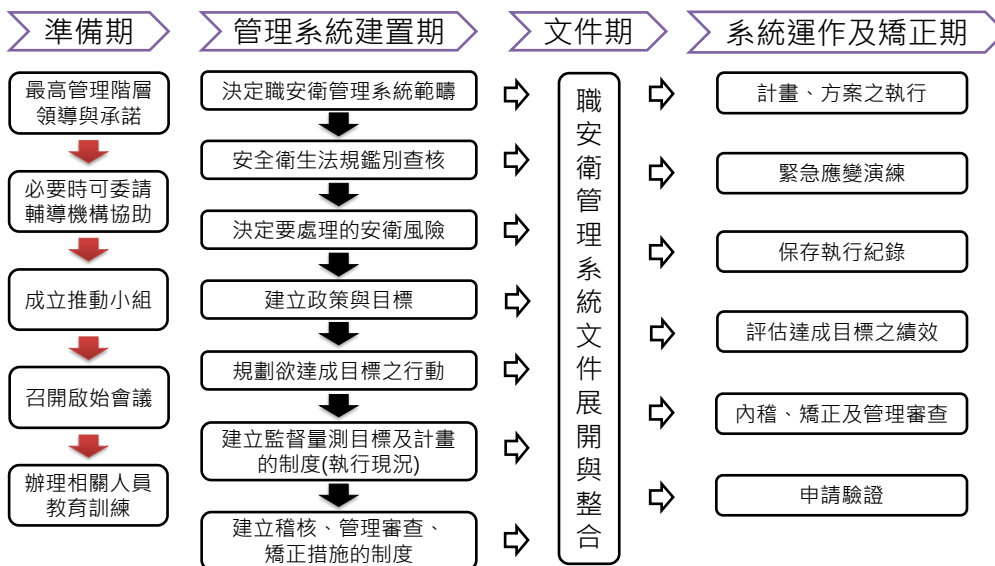 準備期
最高管理階層
領導與承諾
必要時可委請
輔導機構協助
成立推動小組
召開啟始會議
辦理相關人員
教育訓練
管理系統建置期
決定職安衛管理系統範疇
安全衛生法規鑑別查核
決定要處理的安衛風險
建立政策與目標
規劃欲達成目標之行動
建立監督量測目標及計畫
的制度(執行現況)
建立稽核、管理審查、
矯正措施的制度
文件期
職安衛管理系統文件展開與整合
系統運作及矯正期
計畫、方案之執行
緊急應變演練
保存執行紀錄
評估達成目標之績效
內稽、矯正及管理審查
申請驗證